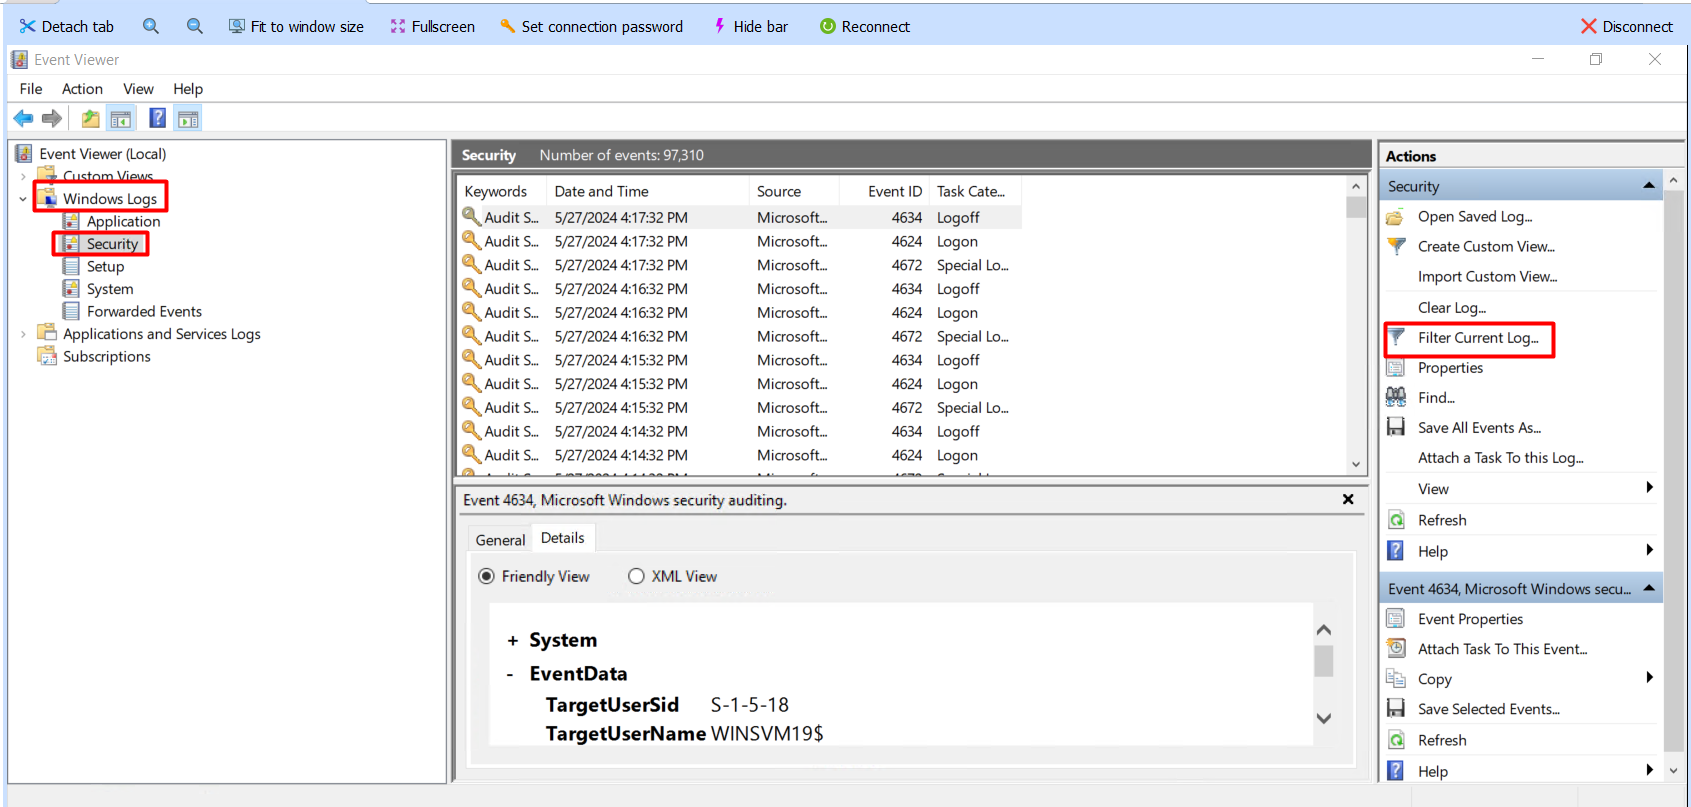 Detach tab Fit to window size Fullscreen Set connection password Hide bar Reconnect Disconnect
Event Viewer
File Action View Help
Event Viewer (Local)
Custom Views
Windows Logs
Application
Security
Setup
System
Forwarded Events
Applications and Services Logs
Subscriptions
Security Number of events: 97,310
Keywords Date and Time Source Event ID Task Cate...
Audit S... 5/27/2024 4:17:32 PM Microsoft... 4634 Logoff
Audit S... 5/27/2024 4:17:32 PM Microsoft... 4624 Logon
Audit S... 5/27/2024 4:17:32 PM Microsoft... 4672 Special Lo...
Audit S... 5/27/2024 4:16:32 PM Microsoft... 4634 Logoff
Audit S... 5/27/2024 4:16:32 PM Microsoft... 4624 Logon
Audit S... 5/27/2024 4:16:32 PM Microsoft... 4672 Special Lo...
Audit S... 5/27/2024 4:15:32 PM Microsoft... 4634 Logoff
Audit S... 5/27/2024 4:15:32 PM Microsoft... 4624 Logon
Audit S... 5/27/2024 4:15:32 PM Microsoft... 4672 Special Lo...
Audit S... 5/27/2024 4:14:32 PM Microsoft... 4634 Logoff
Audit S... 5/27/2024 4:14:32 PM Microsoft... 4624 Logon
Event 4634, Microsoft Windows security auditing.
General Details
Friendly View XML View
+ System
- EventData
TargetUserSid S-1-5-18
TargetUserName WINSVM19$
Actions
Security
Open Saved Log...
Create Custom View...
Import Custom View...
Clear Log...
Filter Current Log...
Properties
Find...
Save All Events As...
Attach a Task To this Log...
View
Refresh
Help
Event 4634, Microsoft Windows secu...
Event Properties
Attach Task To This Event...
Copy
Save Selected Events...
Refresh
Help